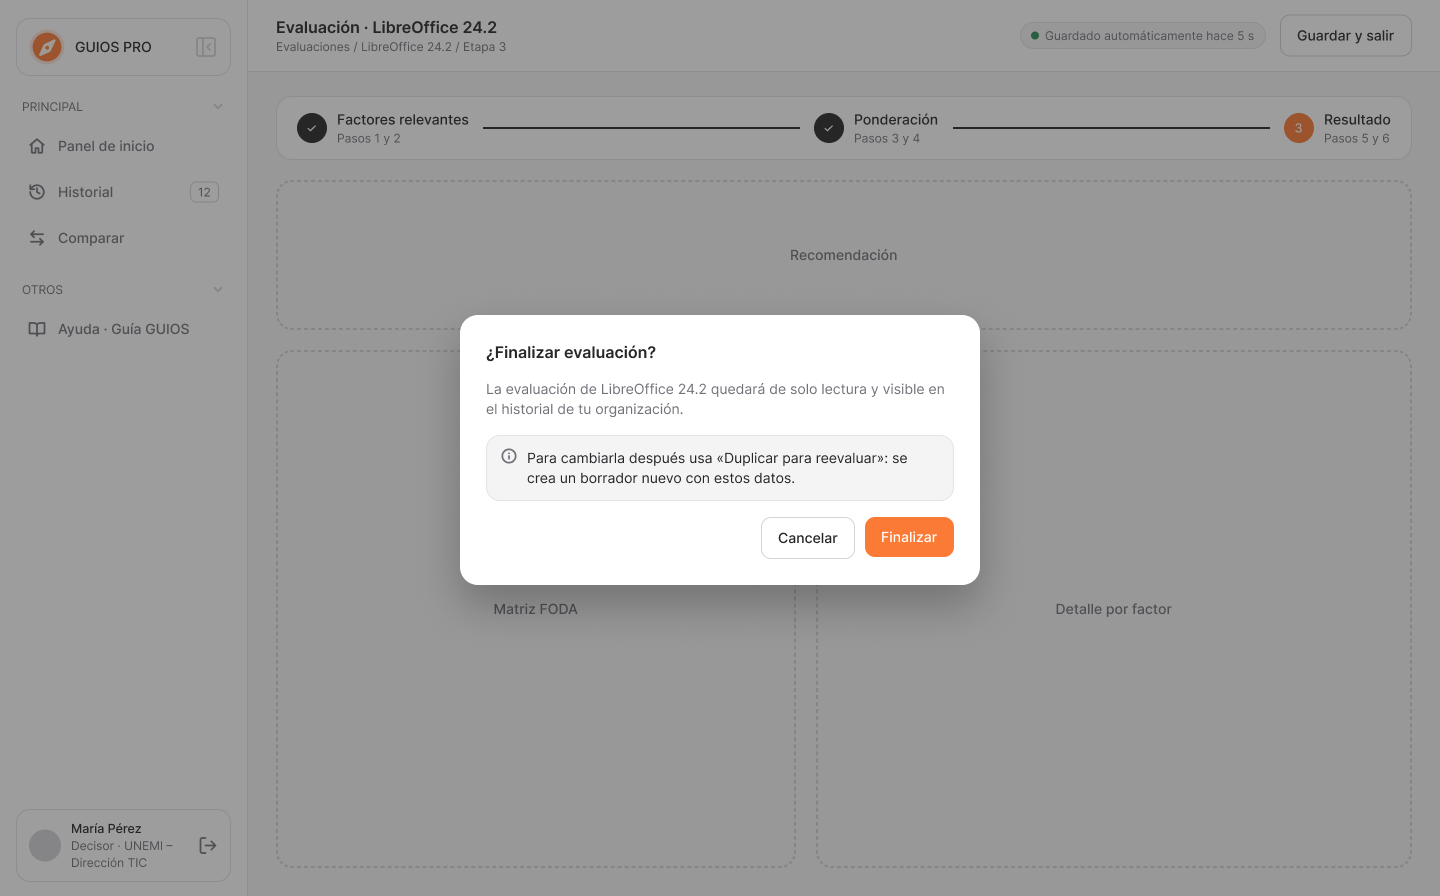 GUIOS PRO
PRINCIPAL
Panel de inicio
Historial
12
Comparar
OTROS
Ayuda · Guía GUIOS
María Pérez
Decisor · UNEMI –
Dirección TIC
Evaluación · LibreOffice 24.2
Evaluaciones / LibreOffice 24.2 / Etapa 3
Guardado automáticamente hace 5 s
Guardar y salir
Factores relevantes
Pasos 1 y 2
Ponderación
Pasos 3 y 4
3
Resultado
Pasos 5 y 6
Recomendación
¿Finalizar evaluación?
La evaluación de LibreOffice 24.2 quedará de solo lectura y visible en
el historial de tu organización.
Para cambiarla después usa «Duplicar para reevaluar»: se
crea un borrador nuevo con estos datos.
Cancelar
Finalizar
Matriz FODA
Detalle por factor